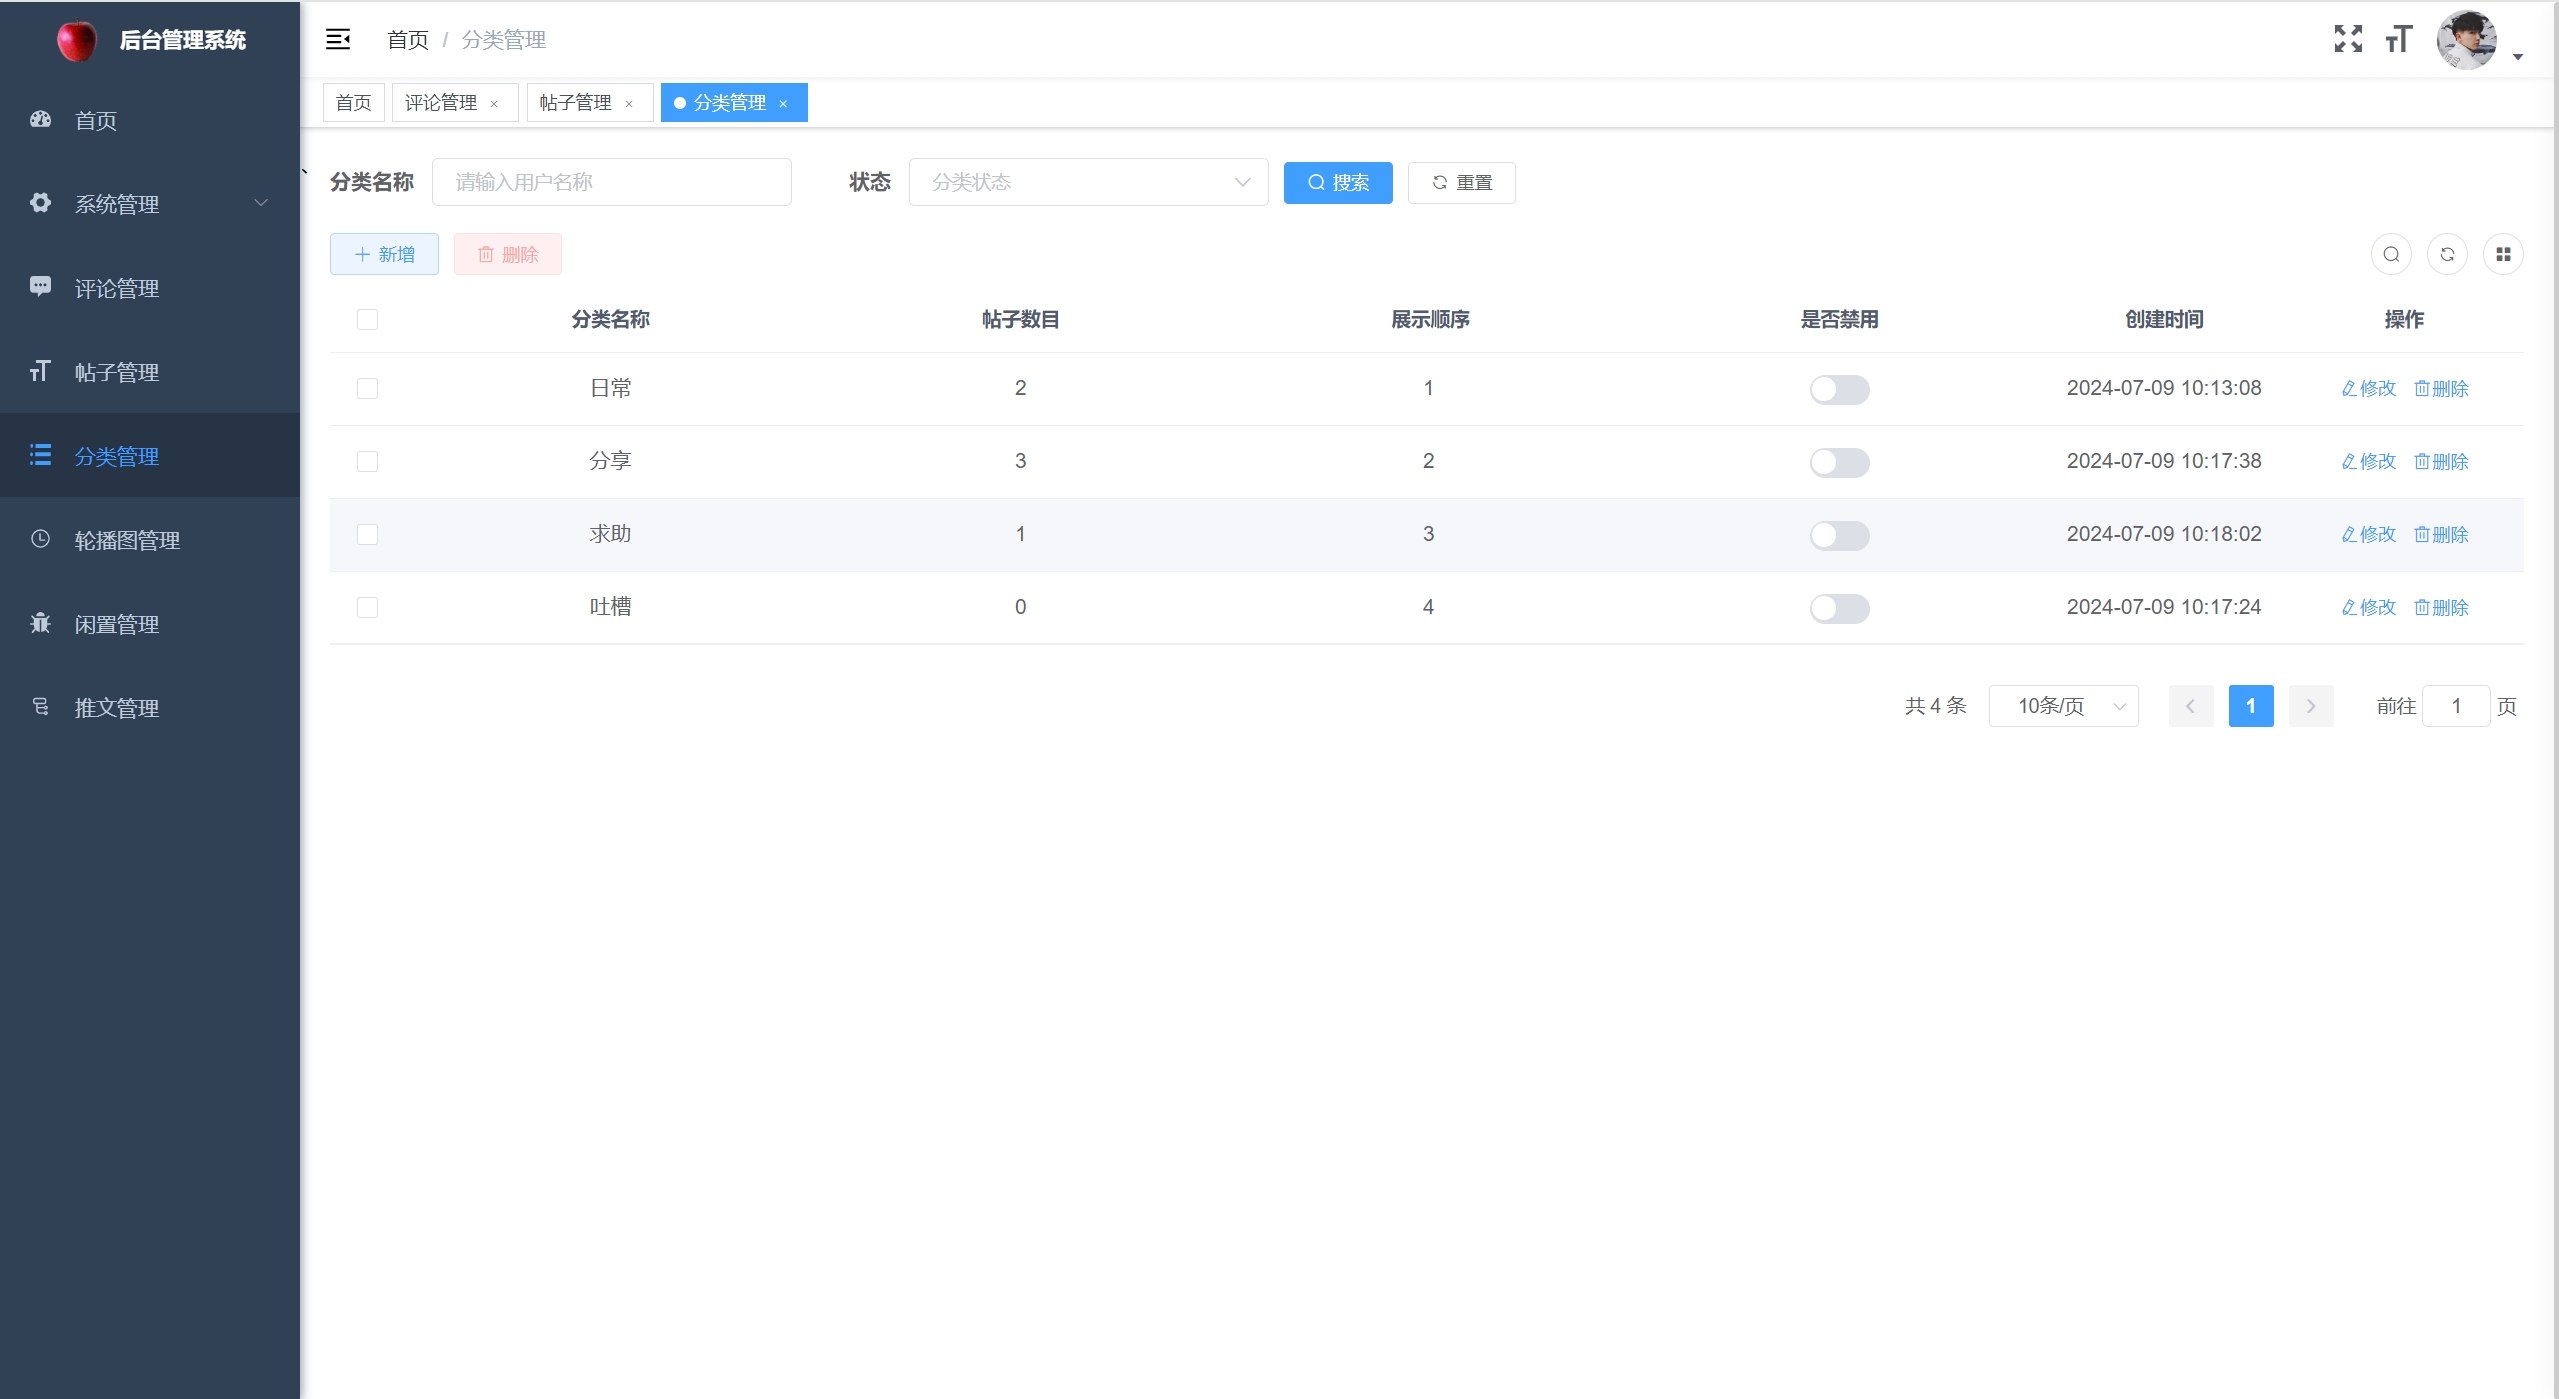 后台管理系统
首页
系统管理
评论管理
帖子管理
分类管理
轮播图管理
闲置管理
推文管理
首页 / 分类管理
首页 评论管理 × 帖子管理 × 分类管理 ×
分类名称 请输入用户名称 状态 分类状态 搜索 重置
新增 删除
分类名称 帖子数目 展示顺序 是否禁用 创建时间 操作
日常 2 1 2024-07-09 10:13:08 修改 删除
分享 3 2 2024-07-09 10:17:38 修改 删除
求助 1 3 2024-07-09 10:18:02 修改 删除
吐槽 0 4 2024-07-09 10:17:24 修改 删除
共 4 条 10条/页 1 前往 1 页